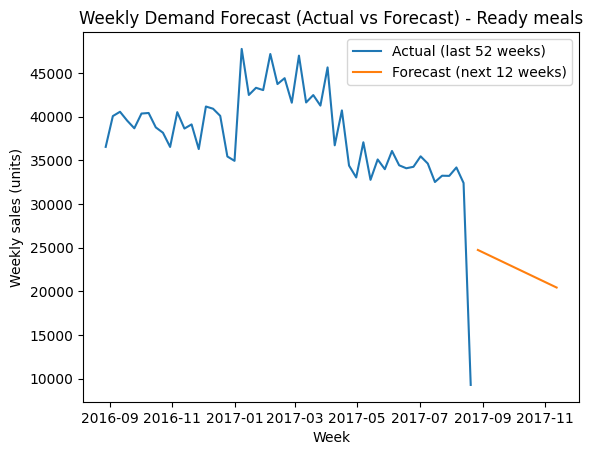 Weekly Demand Forecast (Actual vs Forecast) - Ready meals
Actual (last 52 weeks)
Forecast (next 12 weeks)
Weekly sales (units)
45000
40000
35000
30000
25000
20000
15000
10000
2016-09 2016-11 2017-01 2017-03 2017-05 2017-07 2017-09 2017-11
Week